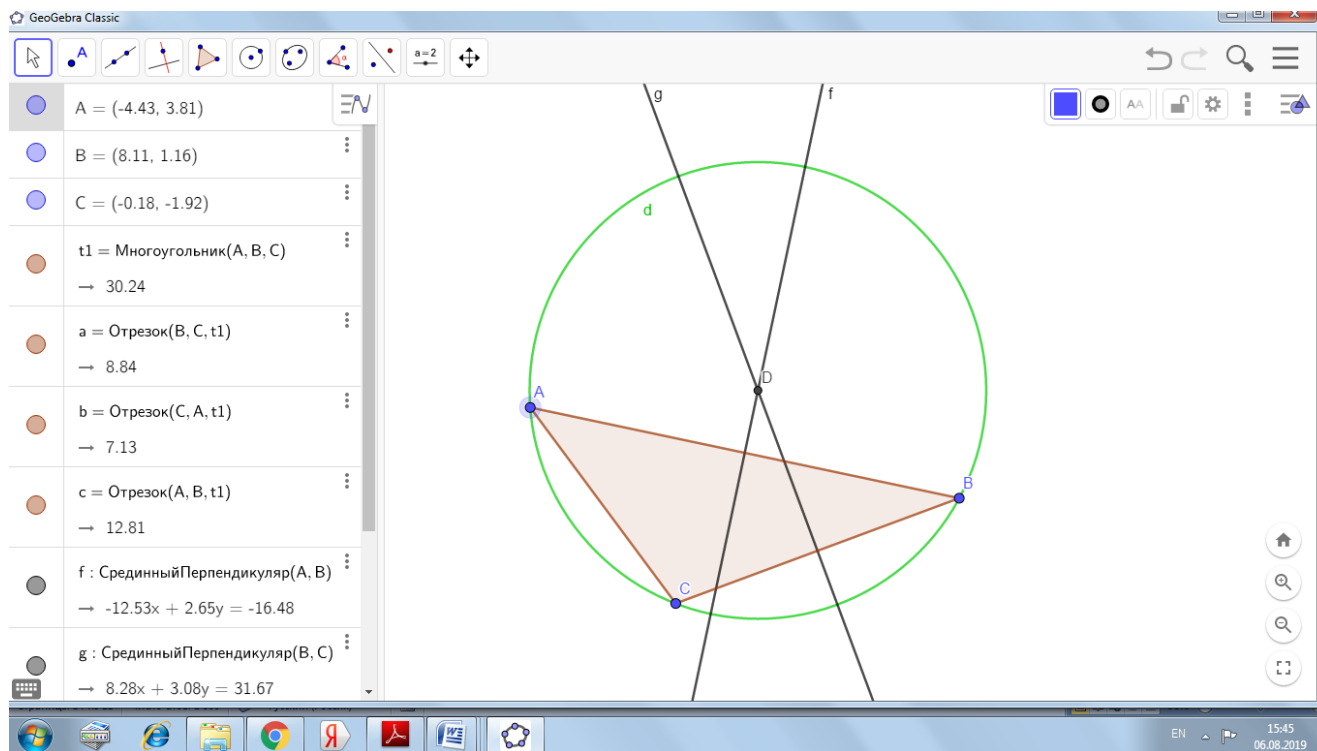 GeoGebra Classic
A
a = 2
A = (-4.43, 3.81)
B = (8.11, 1.16)
C = (-0.18, -1.92)
t1 = Многоугольник(A, B, C)
→ 30.24
a = Отрезок(B, C, t1)
→ 8.84
b = Отрезок(C, A, t1)
→ 7.13
c = Отрезок(A, B, t1)
→ 12.81
f : СрединныйПерпендикуляр(A, B)
→ -12.53x + 2.65y = -16.48
g : СрединныйПерпендикуляр(B, C)
→ 8.28x + 3.08y = 31.67
g
f
AA
d
D
A
B
C
EN
15:45
06.08.2019